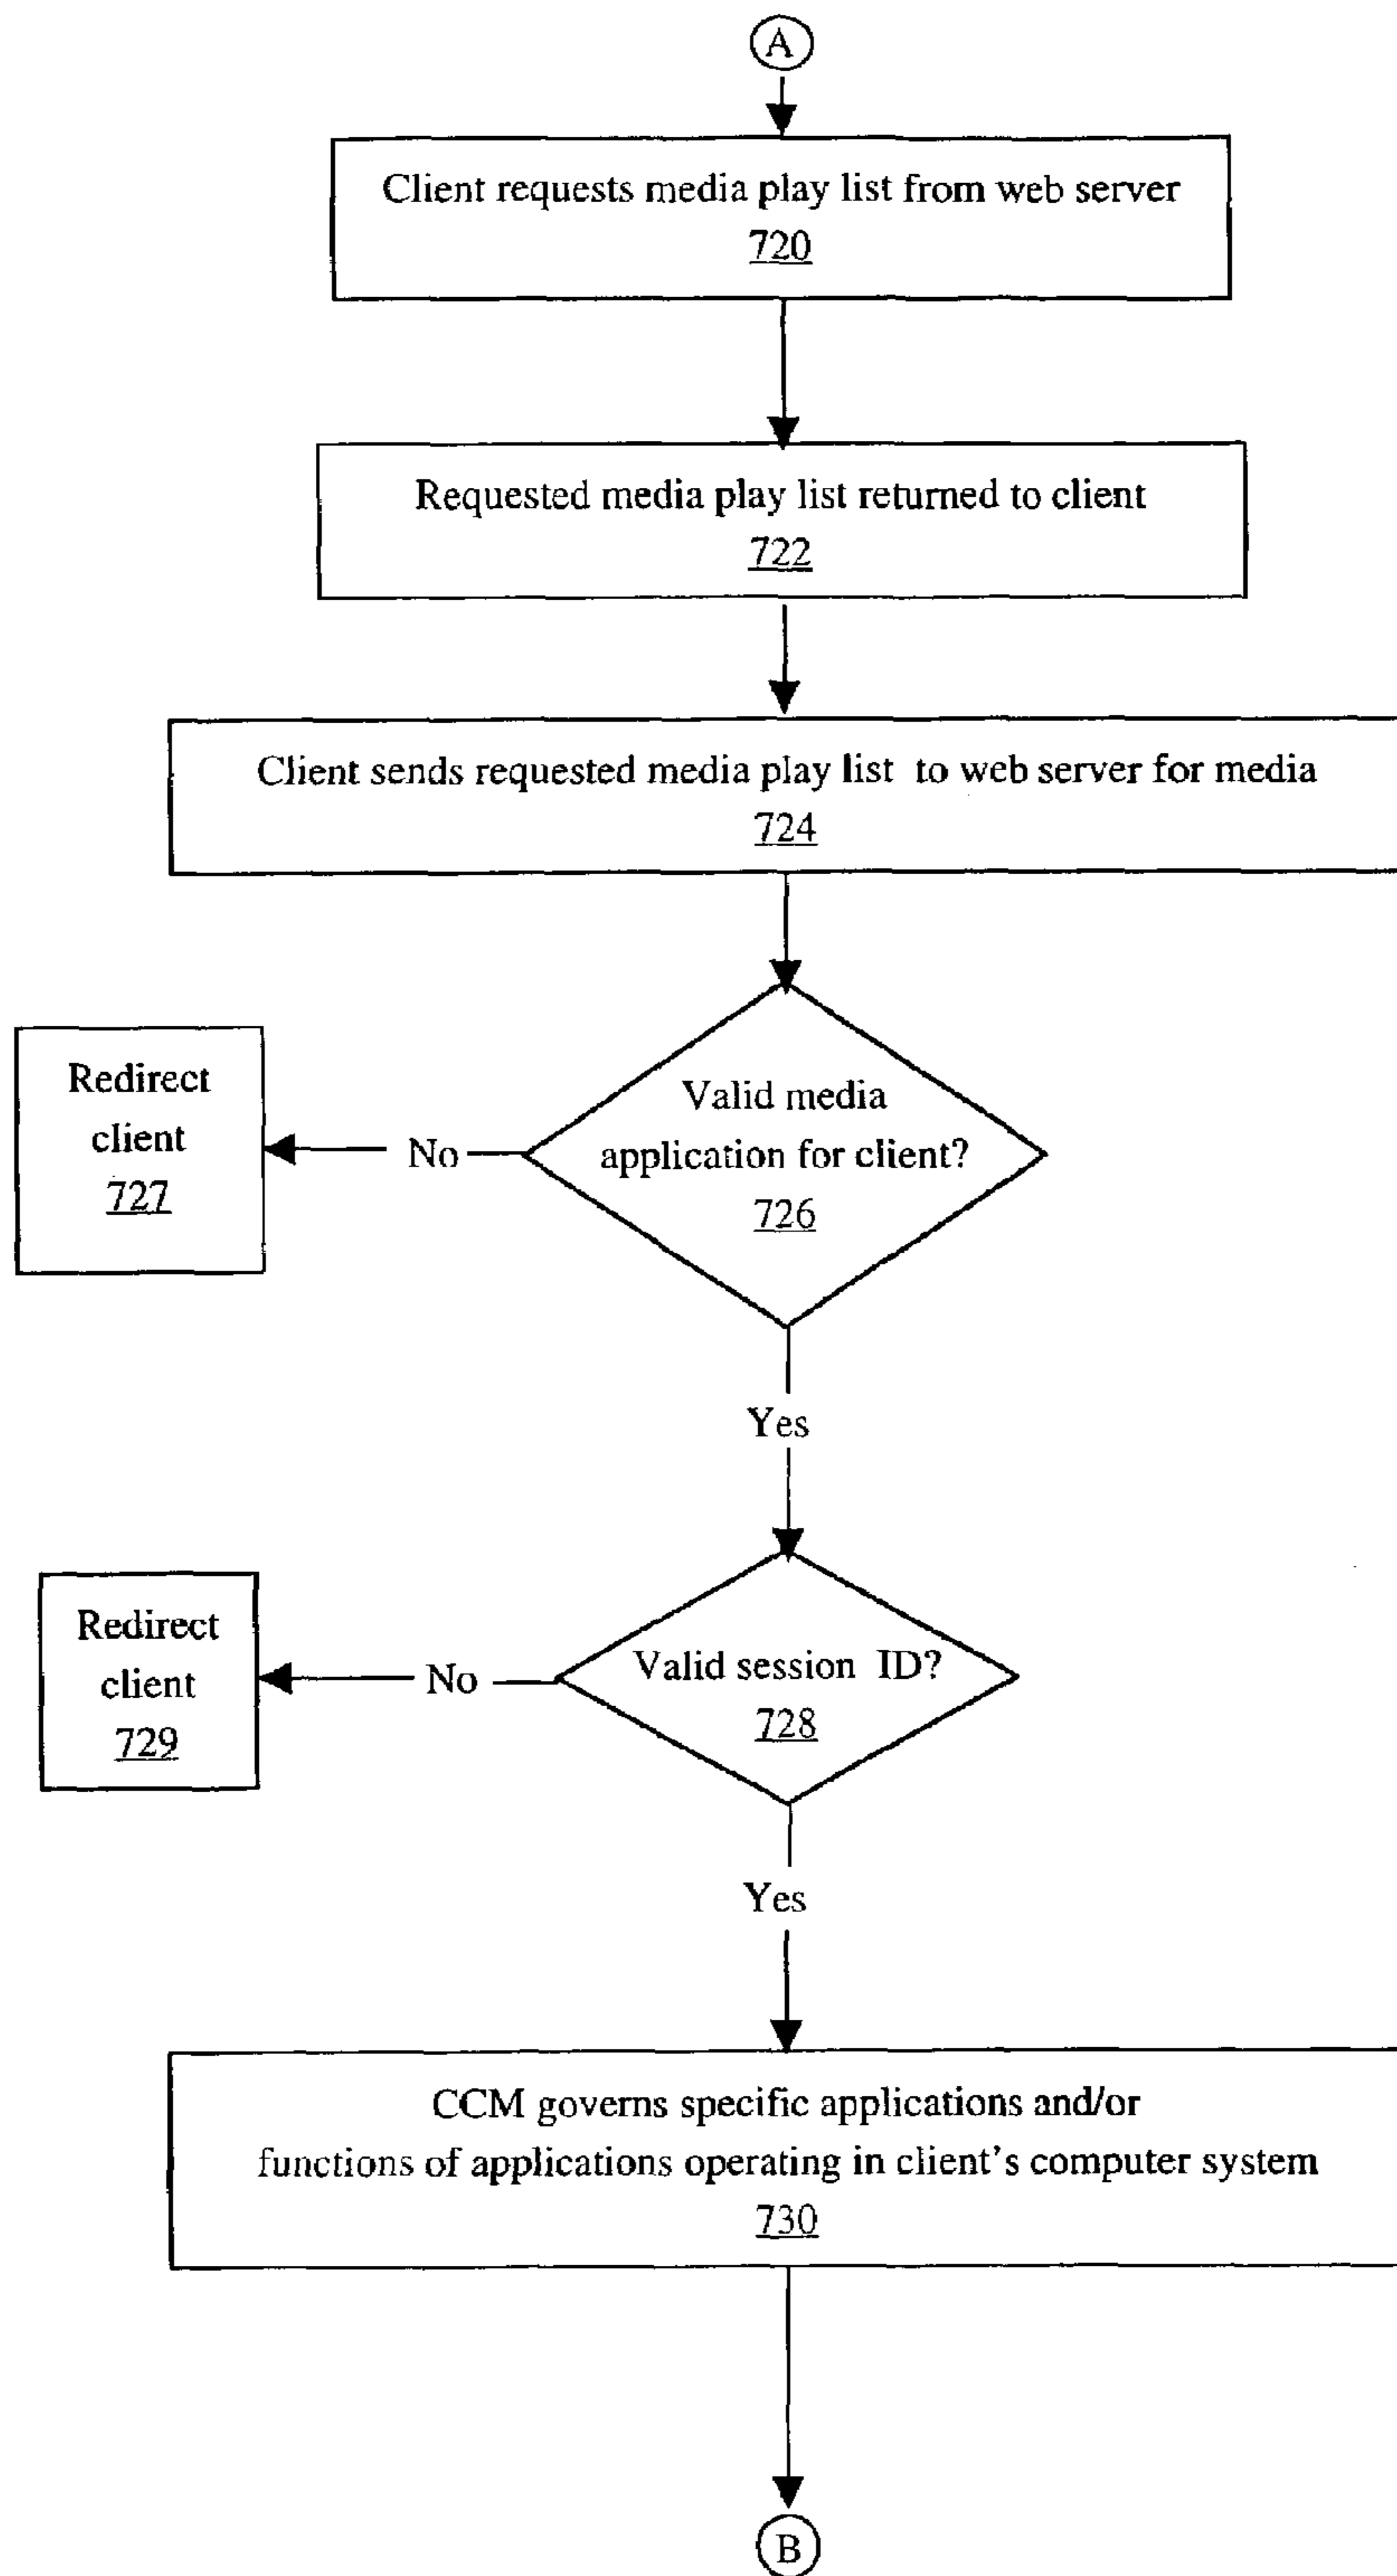 A
Client requests media play list from web server
720
Requested media play list returned to client
722
Client sends requested media play list to web server for media
724
Valid media
application for client?
726
No
Redirect
client
727
Yes
Valid session ID?
728
No
Redirect
client
729
Yes
CCM governs specific applications and/or
functions of applications operating in client's computer system
730
B